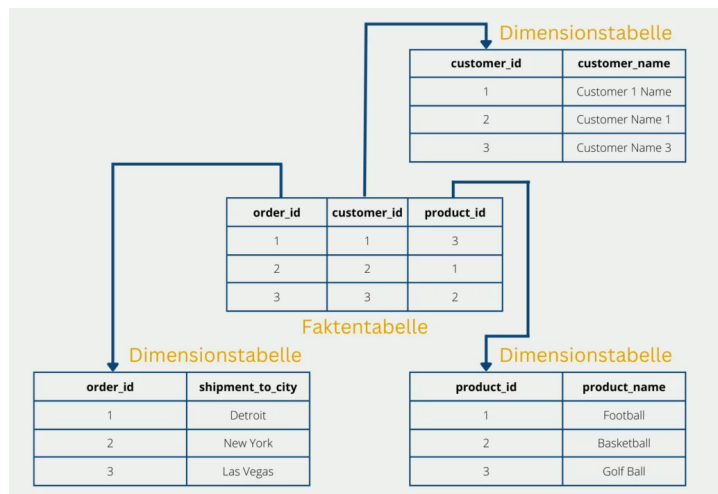 Dimensionstabelle
customer_id customer_name
1 Customer 1 Name
2 Customer Name 1
3 Customer Name 3
order_id customer_id product_id
1 1 3
2 2 1
3 3 2
Faktentabelle
Dimensionstabelle
order_id shipment_to_city
1 Detroit
2 New York
3 Las Vegas
Dimensionstabelle
product_id product_name
1 Football
2 Basketball
3 Golf Ball